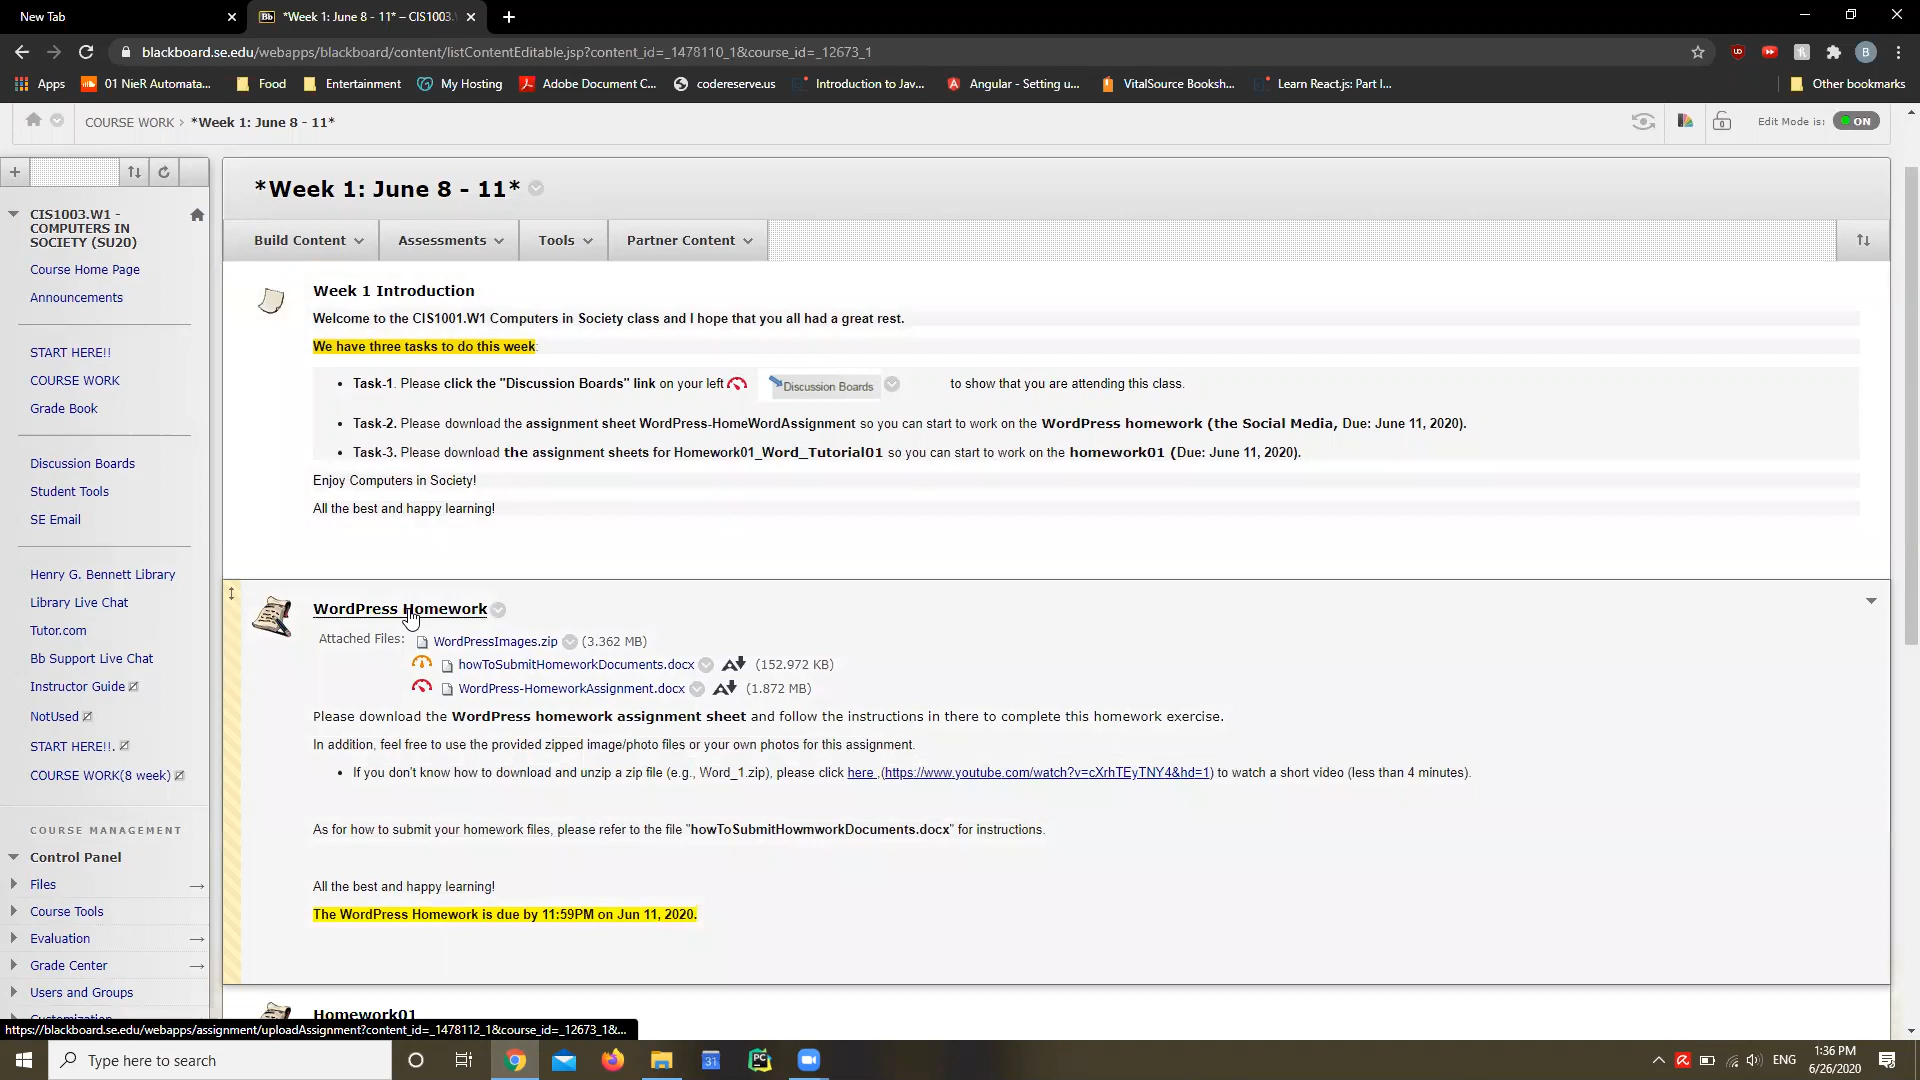 New Tab
Bb *Week 1: June 8 - 11* – CIS1003.
blackboard.se.edu/webapps/blackboard/content/listContentEditable.jsp?content_id=_1478110_1&course_id=_12673_1
B
Apps 01 NieR Automata... Food Entertainment My Hosting Adobe Document C... codereserve.us Introduction to Jav... Angular - Setting u... VitalSource Booksh... Learn React.js: Part I... Other bookmarks
COURSE WORK *Week 1: June 8 - 11* Edit Mode is: ON
*Week 1: June 8 - 11*
Build Content Assessments Tools Partner Content
CIS1003.W1 -
COMPUTERS IN
SOCIETY (SU20)
Course Home Page
Announcements
START HERE!!
COURSE WORK
Grade Book
Discussion Boards
Student Tools
SE Email
Henry G. Bennett Library
Library Live Chat
Tutor.com
Bb Support Live Chat
Instructor Guide
NotUsed
START HERE!!.
COURSE WORK(8 week)
COURSE MANAGEMENT
Control Panel
Files
Course Tools
Evaluation
Grade Center
Users and Groups
Customization
Week 1 Introduction
Welcome to the CIS1001.W1 Computers in Society class and I hope that you all had a great rest.
We have three tasks to do this week:
• Task-1. Please click the "Discussion Boards" link on your left Discussion Boards to show that you are attending this class.
• Task-2. Please download the assignment sheet WordPress-HomeWordAssignment so you can start to work on the WordPress homework (the Social Media, Due: June 11, 2020).
• Task-3. Please download the assignment sheets for Homework01_Word_Tutorial01 so you can start to work on the homework01 (Due: June 11, 2020).
Enjoy Computers in Society!
All the best and happy learning!
WordPress Homework
Attached Files: WordPressImages.zip (3.362 MB)
howToSubmitHomeworkDocuments.docx (152.972 KB)
WordPress-HomeworkAssignment.docx (1.872 MB)
Please download the WordPress homework assignment sheet and follow the instructions in there to complete this homework exercise.
In addition, feel free to use the provided zipped image/photo files or your own photos for this assignment.
• If you don't know how to download and unzip a zip file (e.g., Word_1.zip), please click here ,(https://www.youtube.com/watch?v=cXrhTEyTNY4&hd=1) to watch a short video (less than 4 minutes).
As for how to submit your homework files, please refer to the file "howToSubmitHowmworkDocuments.docx" for instructions.
All the best and happy learning!
The WordPress Homework is due by 11:59PM on Jun 11, 2020.
Homework01
https://blackboard.se.edu/webapps/assignment/uploadAssignment?content_id=_1478112_1&course_id=_12673_1&...
Type here to search
31
PC
ENG
1:36 PM
6/26/2020